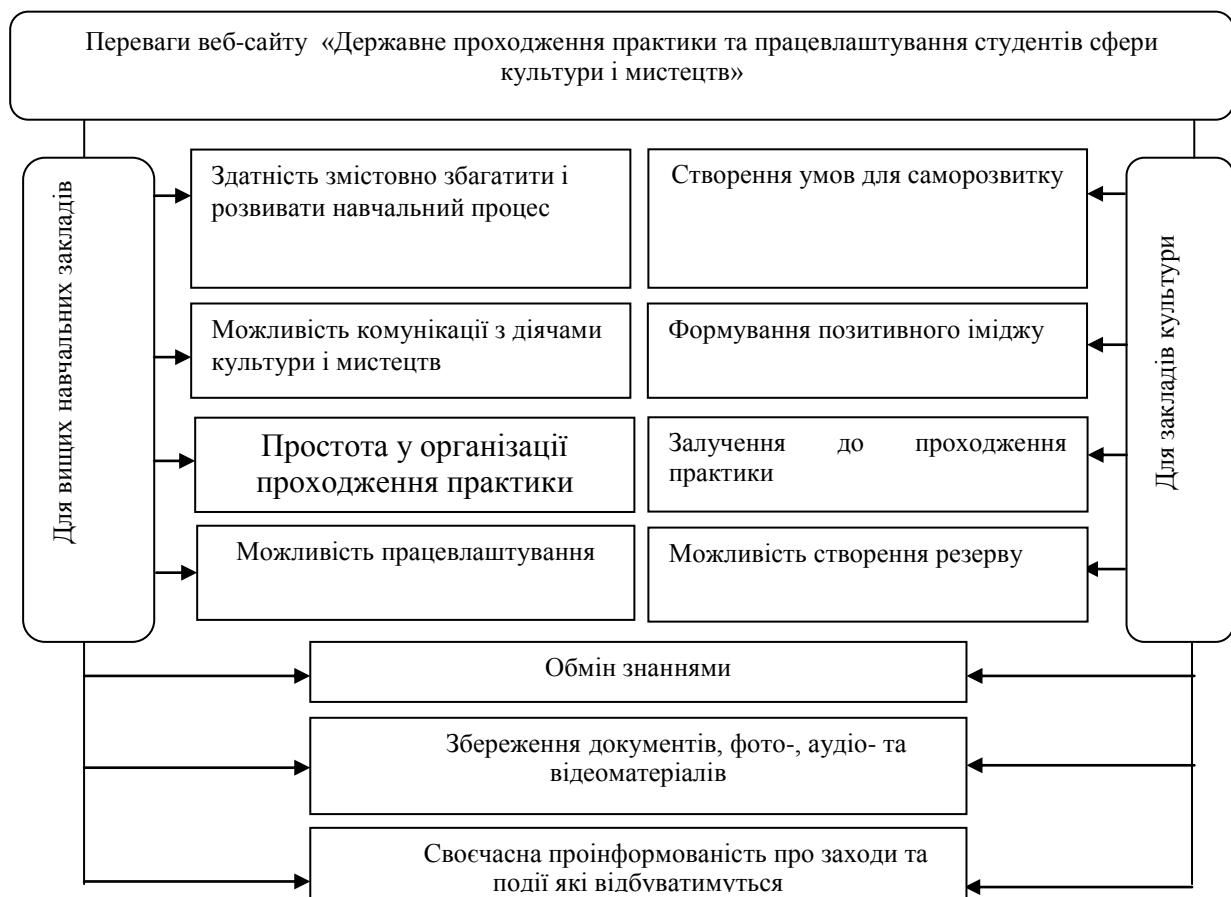 Переваги веб-сайту «Державне проходження практики та працевлаштування студентів сфери
культури і мистецтв»
Для вищих навчальних закладів
Здатність змістовно збагатити і
розвивати навчальний процес
Можливість комунікації з діячами
культури і мистецтв
Простота у організації
проходження практики
Можливість працевлаштування
Створення умов для саморозвитку
Формування позитивного іміджу
Залучення до проходження
практики
Можливість створення резерву
Для закладів культури
Обмін знаннями
Збереження документів, фото-, аудіо- та
відеоматеріалів
Своєчасна проінформованість про заходи та
події які відбуватимуться